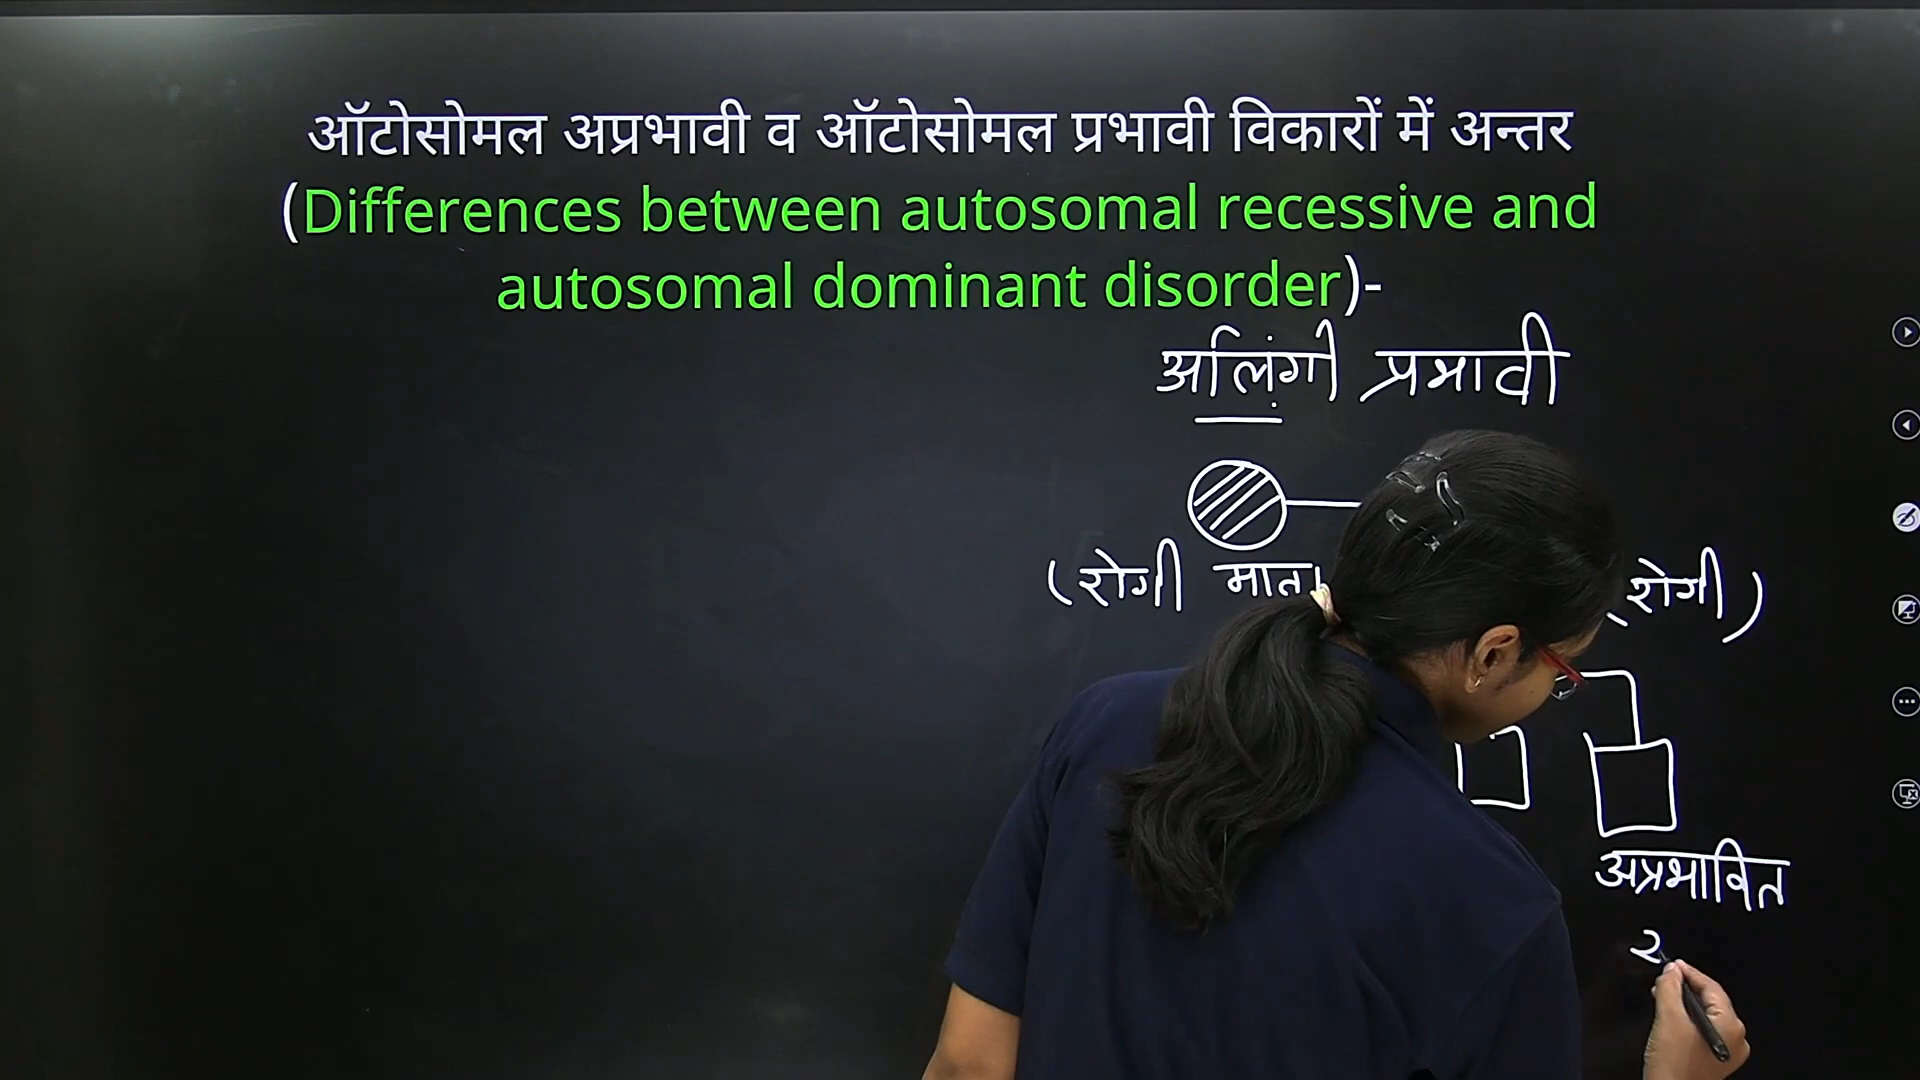 ऑटोसोमल अप्रभावी व ऑटोसोमल प्रभावी विकारों में अन्तर
(Differences between autosomal recessive and
autosomal dominant disorder)-
अलिंगी प्रभावी
(रोगी माता
रोगी)
अप्रभावित